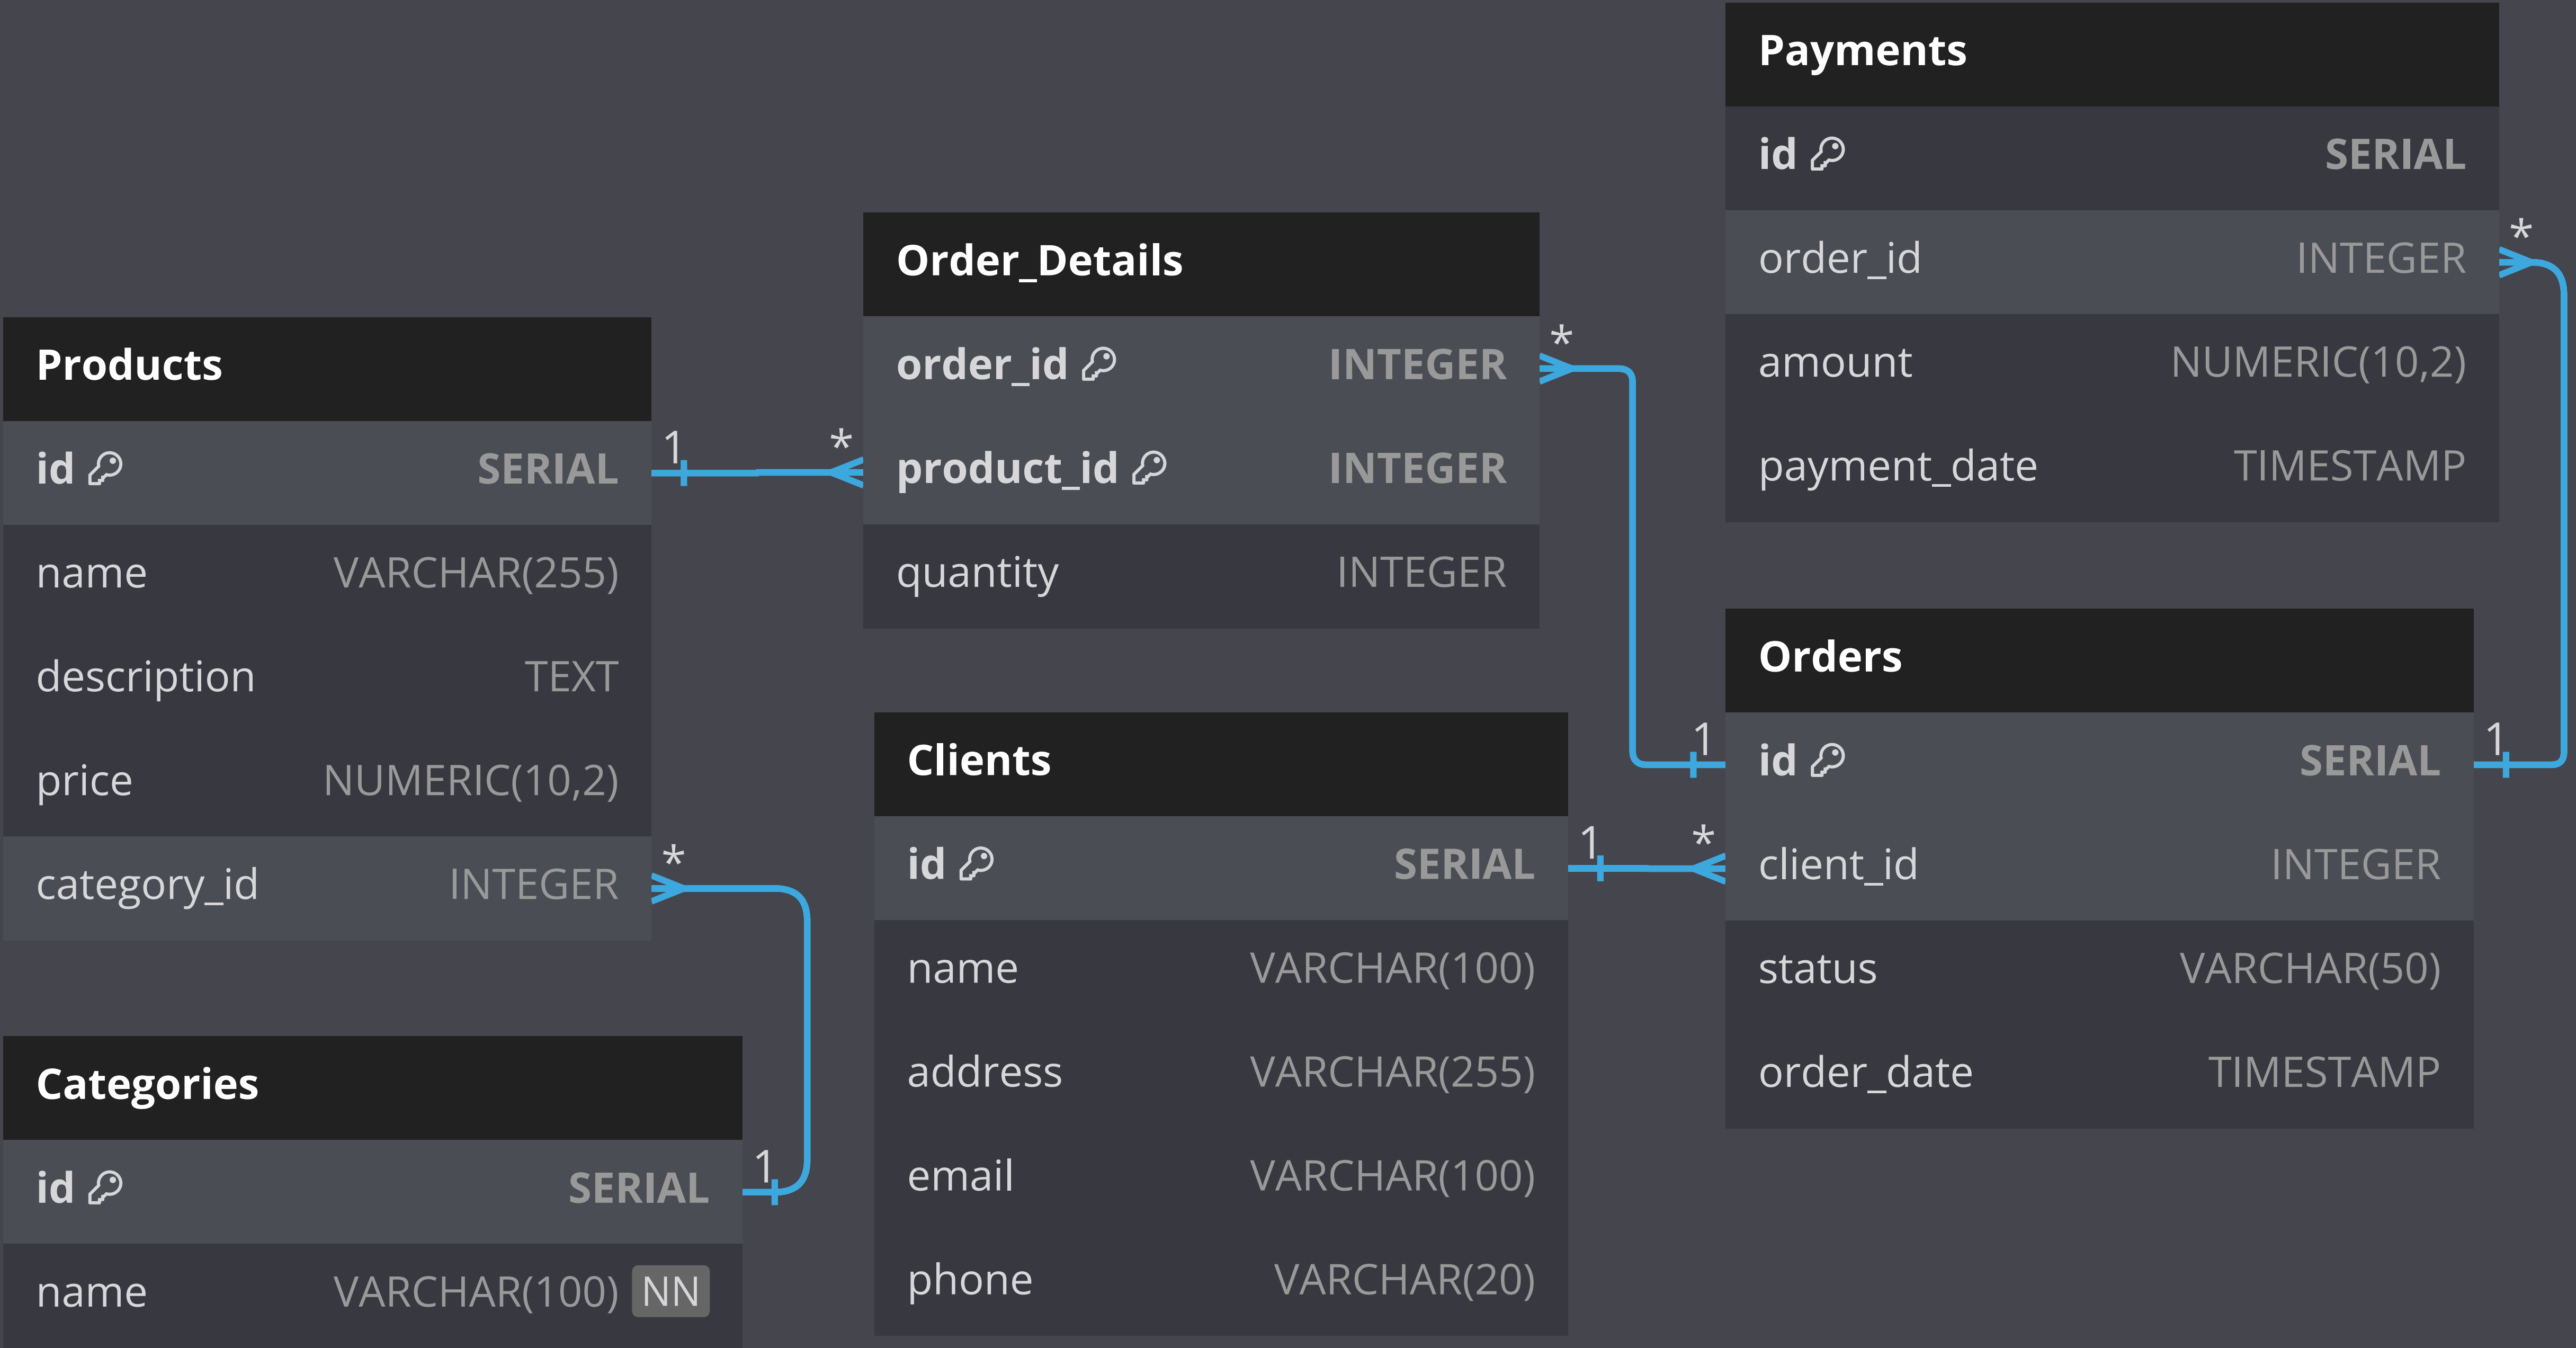 Payments
id SERIAL
order_id INTEGER *
amount NUMERIC(10,2)
payment_date TIMESTAMP
Order_Details
order_id INTEGER *
* product_id INTEGER
quantity INTEGER
Products
id SERIAL 1
name VARCHAR(255)
description TEXT
price NUMERIC(10,2)
category_id INTEGER *
Orders
1 id SERIAL 1
* client_id INTEGER
status VARCHAR(50)
order_date TIMESTAMP
Clients
id SERIAL 1
name VARCHAR(100)
address VARCHAR(255)
email VARCHAR(100)
phone VARCHAR(20)
Categories
id SERIAL 1
name VARCHAR(100) NN